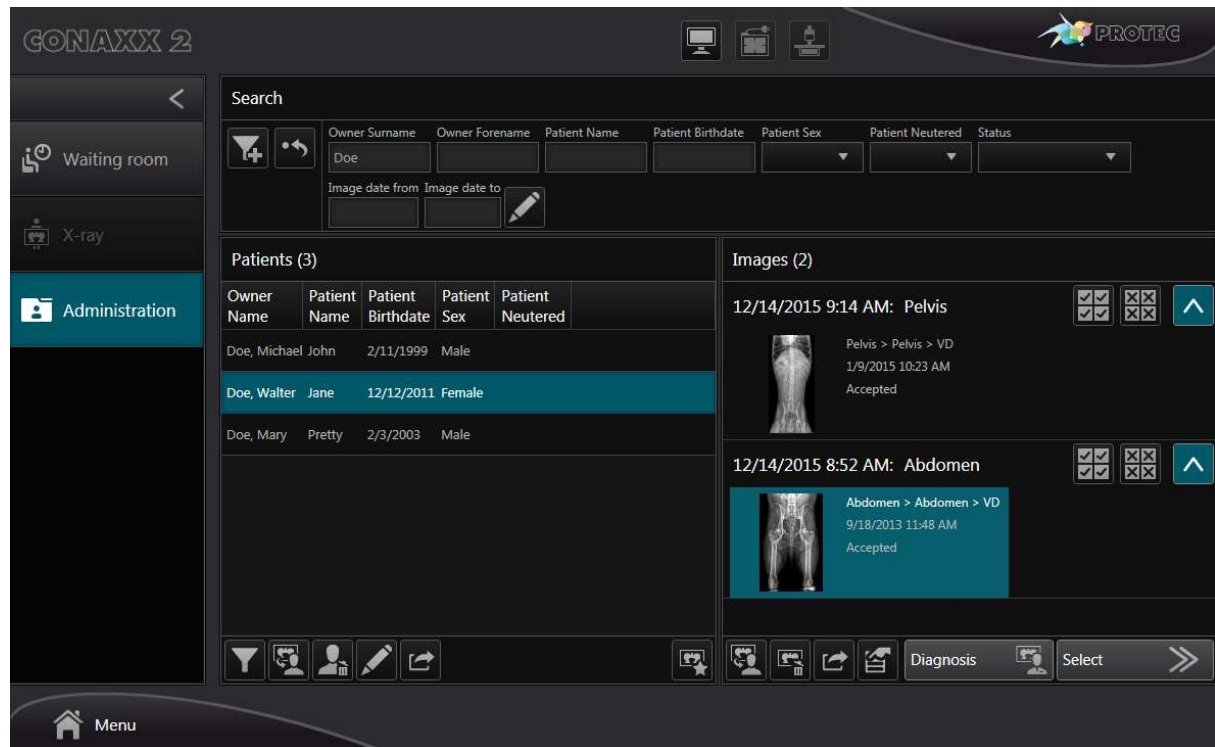 CONAXX 2
PROTEC
Waiting room
X-ray
Administration
Search
Owner Surname Owner Forename Patient Name Patient Birthdate Patient Sex Patient Neutered Status
Doe
Image date from Image date to
Patients (3)
Owner Name Patient Name Patient Birthdate Patient Sex Patient Neutered
Doe, Michael John 2/11/1999 Male
Doe, Walter Jane 12/12/2011 Female
Doe, Mary Pretty 2/3/2003 Male
Images (2)
12/14/2015 9:14 AM: Pelvis
Pelvis > Pelvis > VD
1/9/2015 10:23 AM
Accepted
12/14/2015 8:52 AM: Abdomen
Abdomen > Abdomen > VD
9/18/2013 11:48 AM
Accepted
Diagnosis
Select
Menu